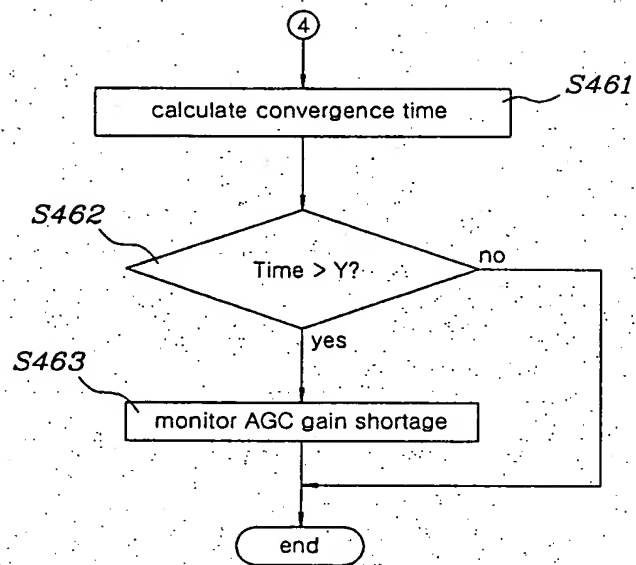 4
S461
calculate convergence time
S462
Time > Y?
no
yes
S463
monitor AGC gain shortage
end